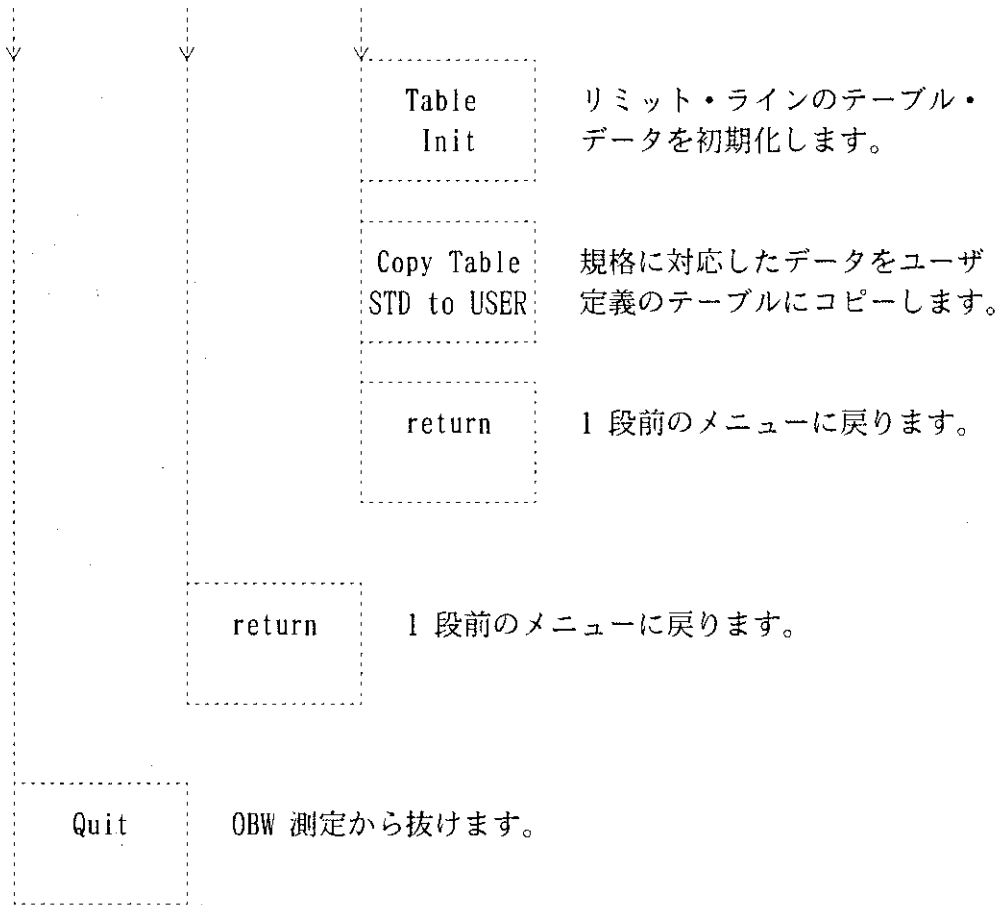 Table
Init
リミット・ラインのテーブル・
データを初期化します。
Copy Table
STD to USER
規格に対応したデータをユーザ
定義のテーブルにコピーします。
return
1 段前のメニューに戻ります。
return
1 段前のメニューに戻ります。
Quit
OBW 測定から抜けます。